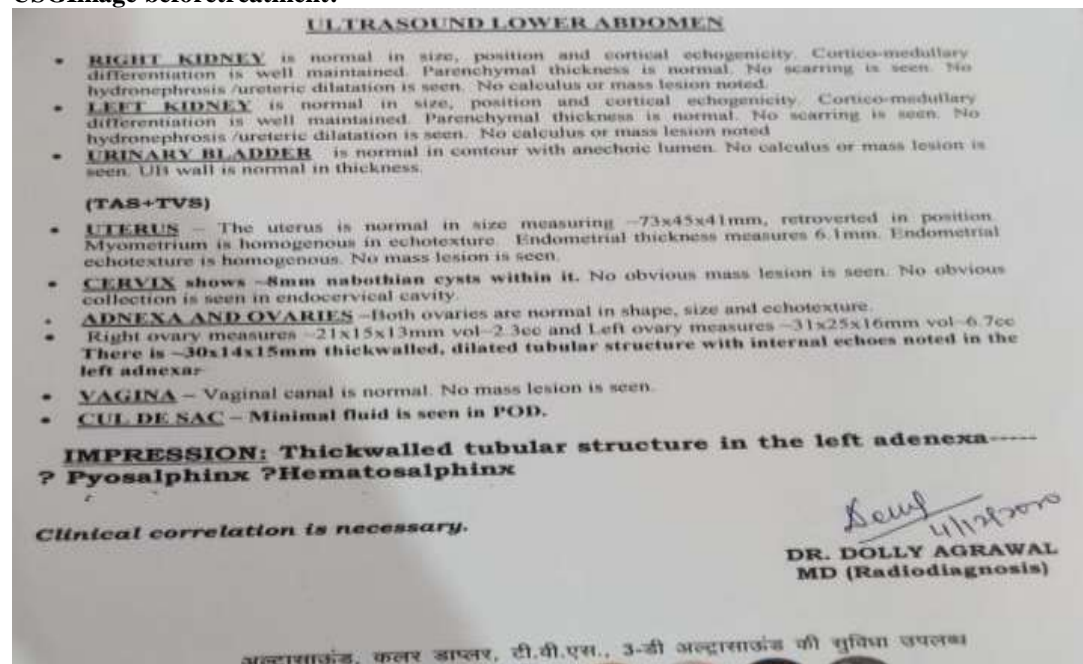 USGImage beforetreatment:
ULTRASOUND LOWER ABDOMEN
• RIGHT KIDNEY is normal in size, position and cortical echogenicity. Cortico-medullary
differentiation is well maintained. Parenchymal thickness is normal. No scarring is seen. No
hydronephrosis /ureteric dilatation is seen. No calculus or mass lesion noted.
• LEFT KIDNEY is normal in size, position and cortical echogenicity. Cortico-medullary
differentiation is well maintained. Parenchymal thickness is normal. No scarring is seen. No
hydronephrosis /ureteric dilatation is seen. No calculus or mass lesion noted
• URINARY BLADDER is normal in contour with anechoic lumen. No calculus or mass lesion is
seen. UB wall is normal in thickness.
(TAS+TVS)
• UTERUS – The uterus is normal in size measuring ~73x45x41mm, retroverted in position.
Myometrium is homogenous in echotexture. Endometrial thickness measures 6.1mm. Endometrial
echotexture is homogenous. No mass lesion is seen.
• CERVIX shows ~8mm nabothian cysts within it. No obvious mass lesion is seen. No obvious
collection is seen in endocervical cavity.
• ADNEXA AND OVARIES –Both ovaries are normal in shape, size and echotexture.
• Right ovary measures ~21x15x13mm vol~2.3cc and Left ovary measures ~31x25x16mm vol~6.7cc
There is ~30x14x15mm thickwalled, dilated tubular structure with internal echoes noted in the
left adnexa:-
• VAGINA – Vaginal canal is normal. No mass lesion is seen.
• CUL DE SAC – Minimal fluid is seen in POD.
IMPRESSION: Thickwalled tubular structure in the left adenexa-----
? Pyosalphinx ?Hematosalphinx
Clinical correlation is necessary.
4/12/2020
DR. DOLLY AGRAWAL
MD (Radiodiagnosis)
अल्ट्रासाऊंड, कलर डाप्लर, टी.वी.एस., 3-डी अल्ट्रासाऊंड की सुविधा उपलब्ध